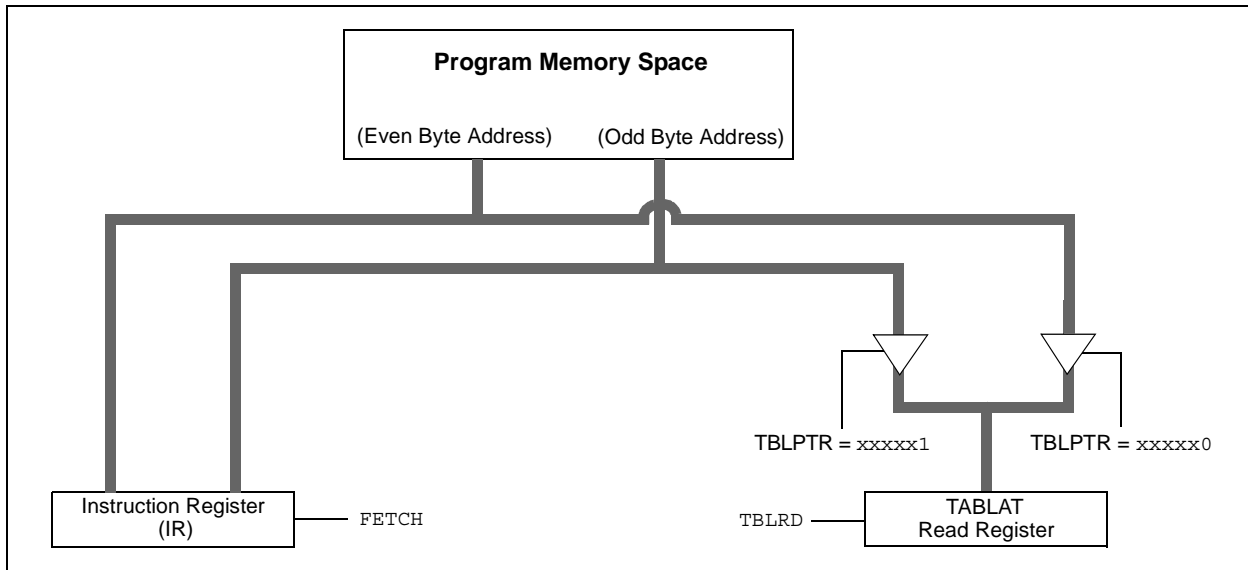 Program Memory Space
(Even Byte Address)
(Odd Byte Address)
TBLPTR = xxxxx1
TBLPTR = xxxxx0
Instruction Register
(IR)
FETCH
TBLRD
TABLAT
Read Register